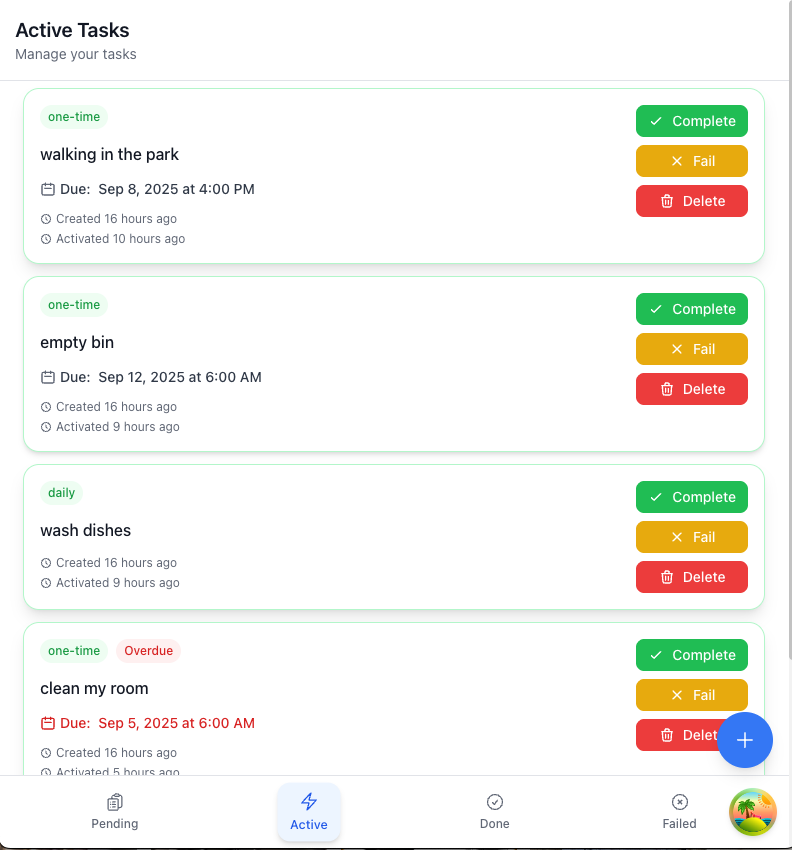 Active Tasks
Manage your tasks
one-time
Complete
walking in the park
Fail
Due: Sep 8, 2025 at 4:00 PM
Delete
Created 16 hours ago
Activated 10 hours ago
one-time
Complete
empty bin
Fail
Due: Sep 12, 2025 at 6:00 AM
Delete
Created 16 hours ago
Activated 9 hours ago
daily
Complete
wash dishes
Fail
Created 16 hours ago
Delete
Activated 9 hours ago
one-time Overdue
Complete
clean my room
Fail
Due: Sep 5, 2025 at 6:00 AM
Delet
Created 16 hours ago
Activated 5 hours ago
Pending
Active
Done
Failed